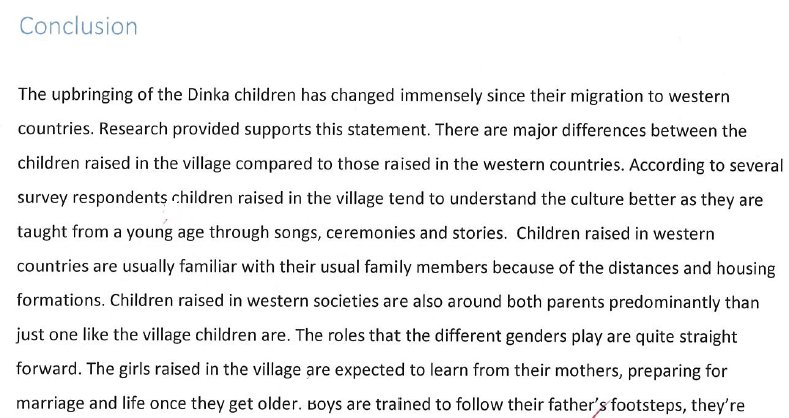 Conclusion
The upbringing of the Dinka children has changed immensely since their migration to western
countries. Research provided supports this statement. There are major differences between the
children raised in the village compared to those raised in the western countries. According to several
survey respondents children raised in the village tend to understand the culture better as they are
taught from a young age through songs, ceremonies and stories.  Children raised in western
countries are usually familiar with their usual family members because of the distances and housing
formations. Children raised in western societies are also around both parents predominantly than
just one like the village children are. The roles that the different genders play are quite straight
forward. The girls raised in the village are expected to learn from their mothers, preparing for
marriage and life once they get older. Boys are trained to follow their father's footsteps, they're